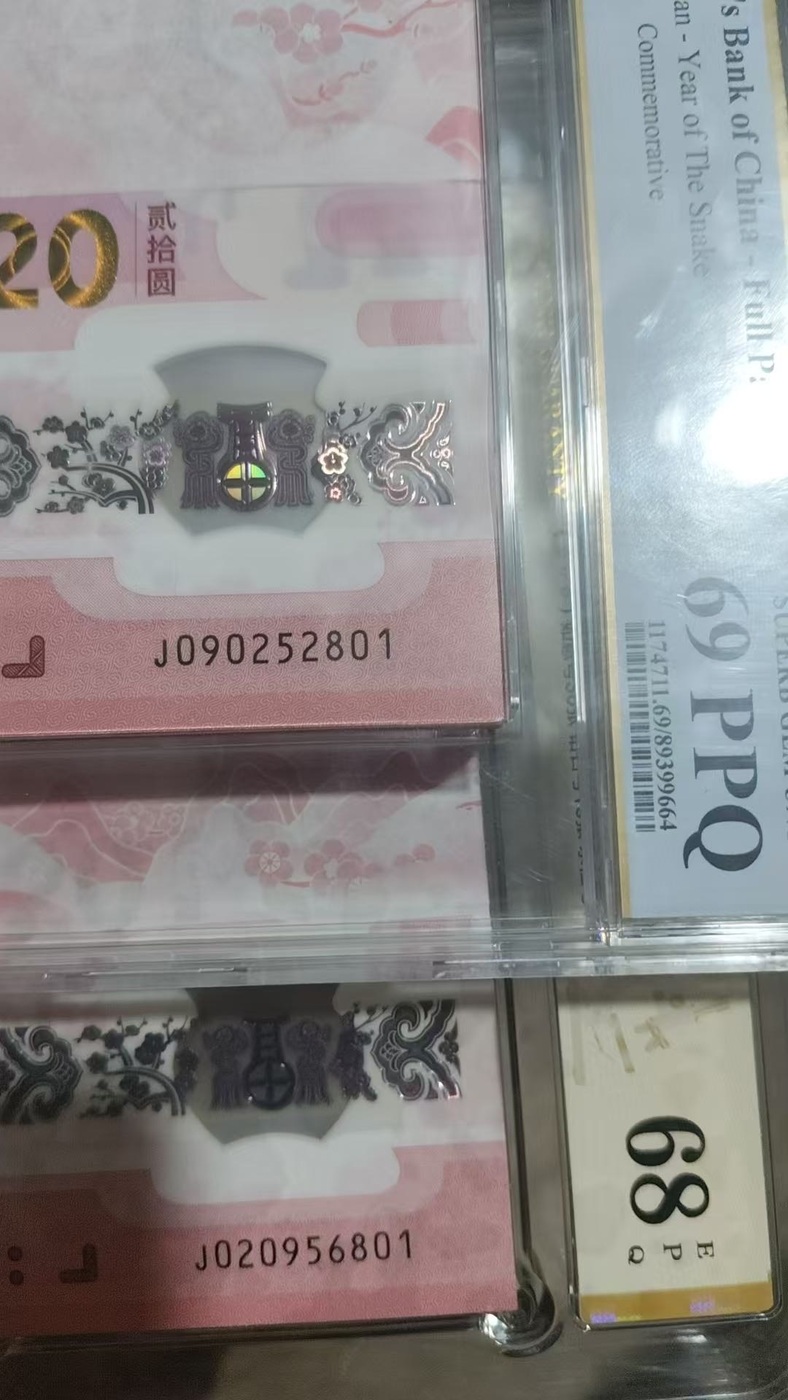 20
贰拾圆
J090252801
's Bank of China - Full P
an - Year of The Snake
Commemorative
69 PPQ
1174711.69/89399664
J020956801
68
E
P
Q